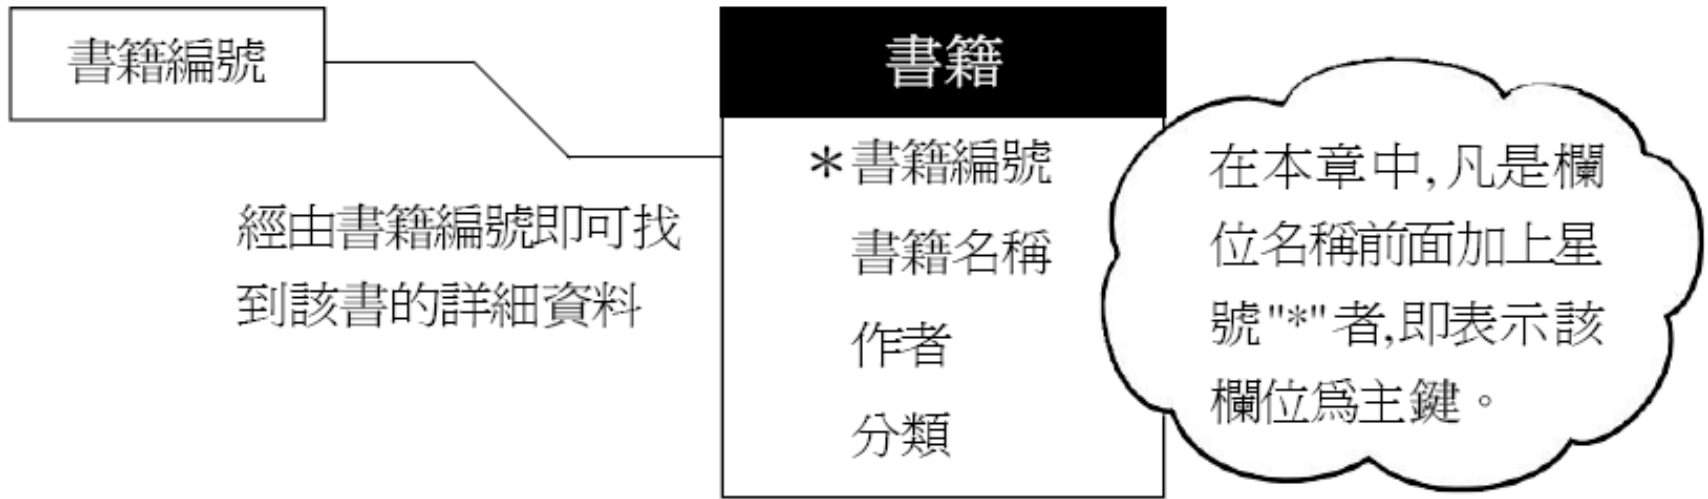 書籍編號
經由書籍編號即可找
到該書的詳細資料
書籍
*書籍編號
書籍名稱
作者
分類
在本章中,凡是欄
位名稱前面加上星
號"*"者,即表示該
欄位爲主鍵。